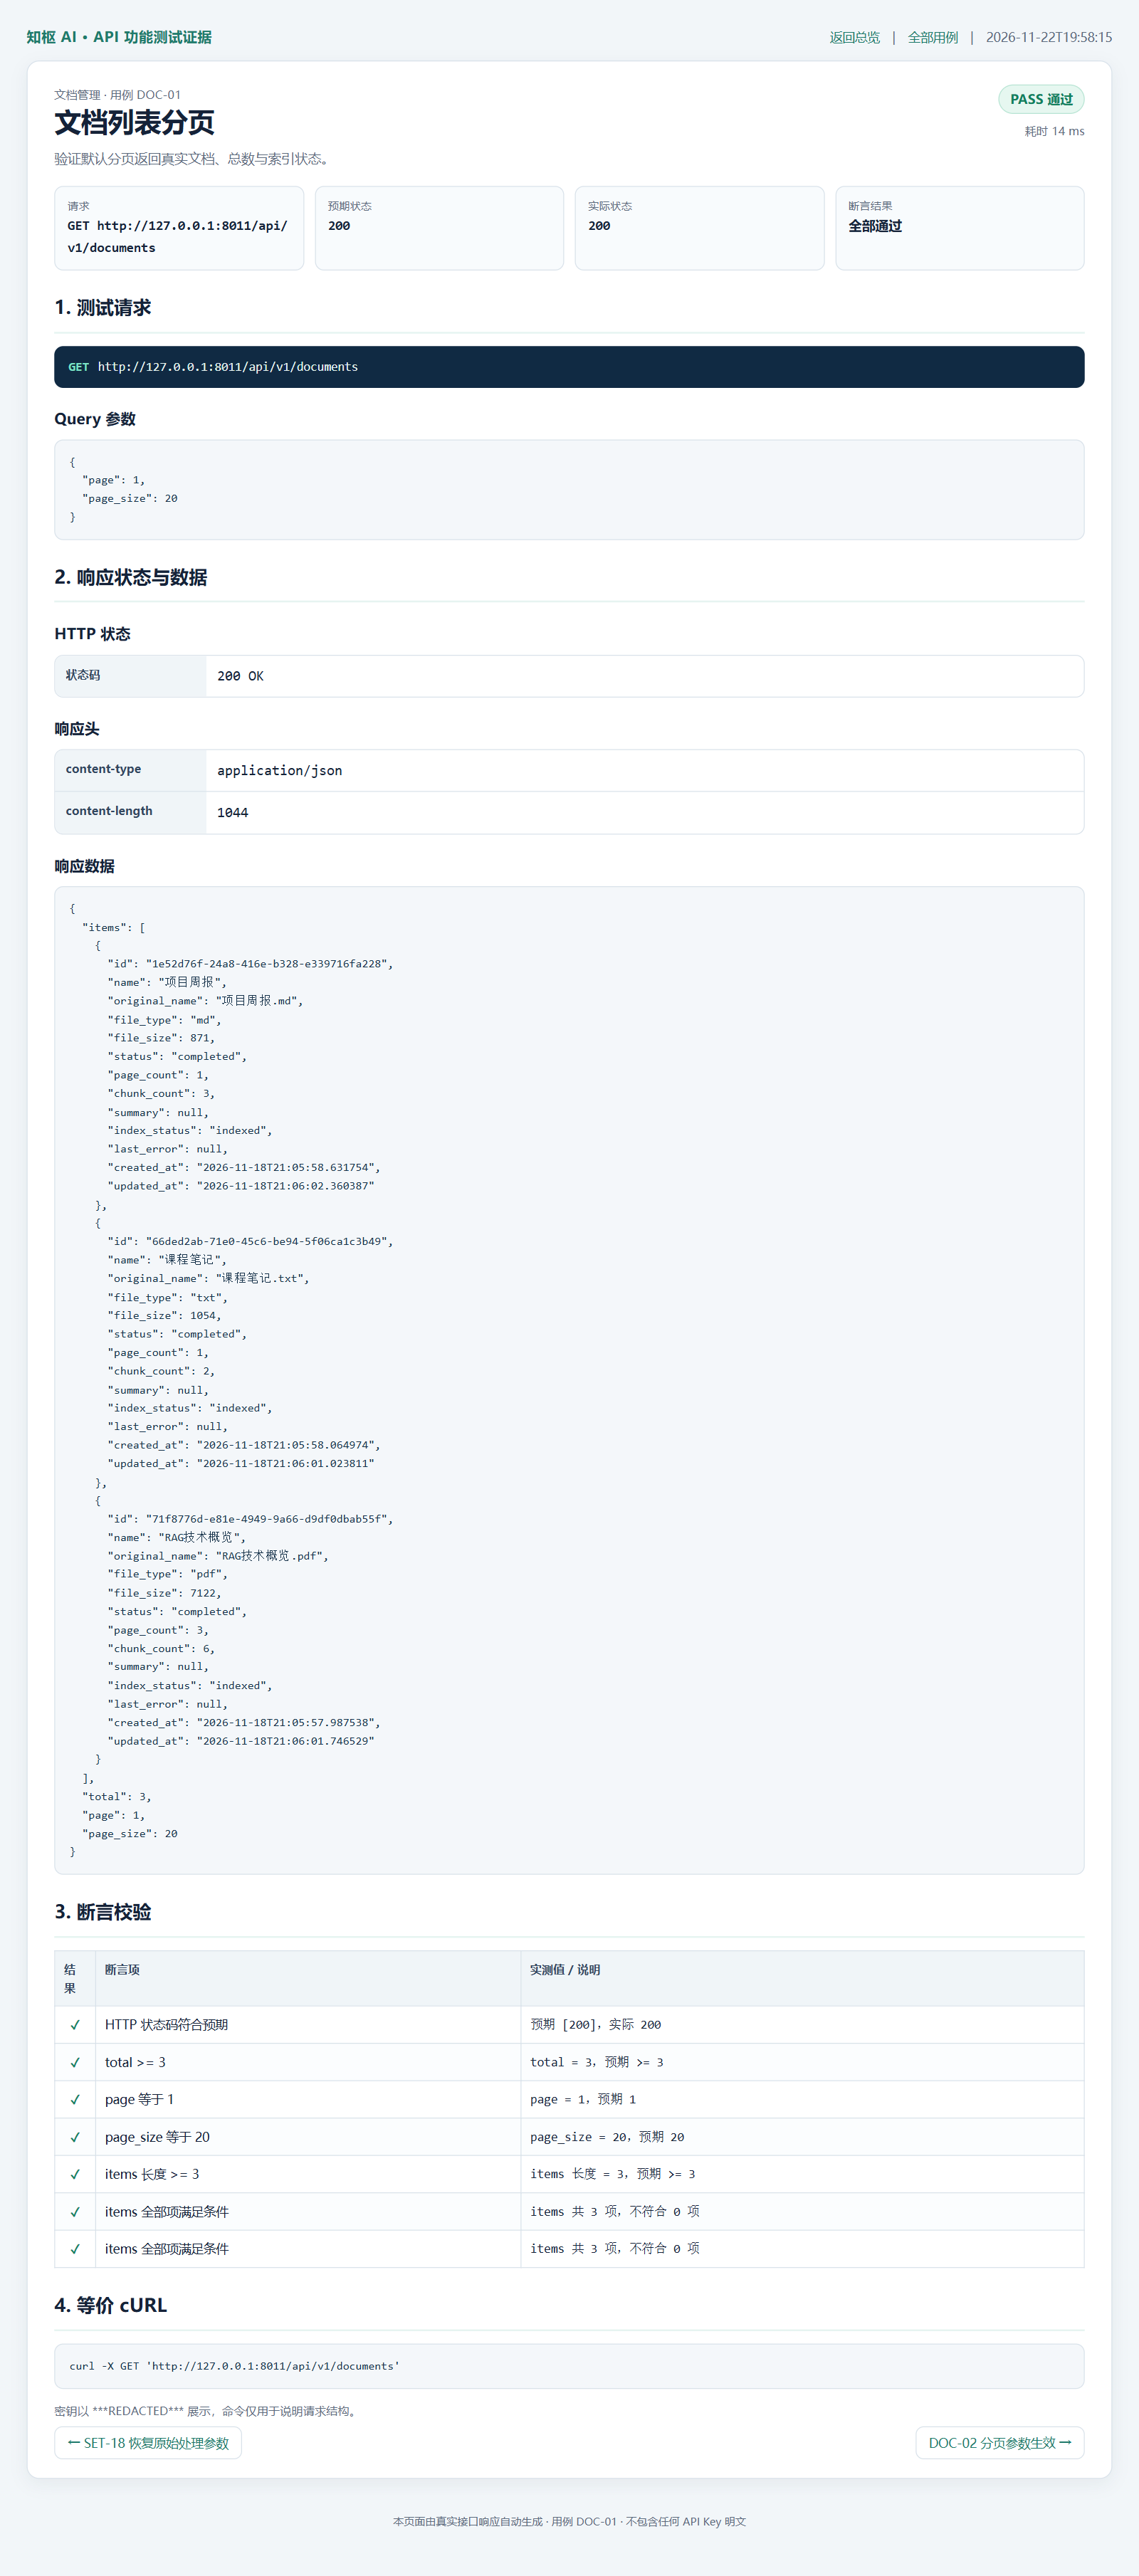 知枢 AI • API 功能测试证据
返回总览 | 全部用例 | 2026-11-22T19:58:15
文档管理 · 用例 DOC-01
文档列表分页
验证默认分页返回真实文档、总数与索引状态。
PASS 通过
耗时 14 ms
请求
GET http://127.0.0.1:8011/api/
v1/documents
预期状态
200
实际状态
200
断言结果
全部通过
1. 测试请求
GET http://127.0.0.1:8011/api/v1/documents
Query 参数
{
"page": 1,
"page_size": 20
}
2. 响应状态与数据
HTTP 状态
状态码 200 OK
响应头
content-type application/json
content-length 1044
响应数据
{
"items": [
{
"id": "1e52d76f-24a8-416e-b328-e339716fa228",
"name": "项目周报",
"original_name": "项目周报.md",
"file_type": "md",
"file_size": 871,
"status": "completed",
"page_count": 1,
"chunk_count": 3,
"summary": null,
"index_status": "indexed",
"last_error": null,
"created_at": "2026-11-18T21:05:58.631754",
"updated_at": "2026-11-18T21:06:02.360387"
},
{
"id": "66ded2ab-71e0-45c6-be94-5f06ca1c3b49",
"name": "课程笔记",
"original_name": "课程笔记.txt",
"file_type": "txt",
"file_size": 1054,
"status": "completed",
"page_count": 1,
"chunk_count": 2,
"summary": null,
"index_status": "indexed",
"last_error": null,
"created_at": "2026-11-18T21:05:58.064974",
"updated_at": "2026-11-18T21:06:01.023811"
},
{
"id": "71f8776d-e81e-4949-9a66-d9df0dbab55f",
"name": "RAG技术概览",
"original_name": "RAG技术概览.pdf",
"file_type": "pdf",
"file_size": 7122,
"status": "completed",
"page_count": 3,
"chunk_count": 6,
"summary": null,
"index_status": "indexed",
"last_error": null,
"created_at": "2026-11-18T21:05:57.987538",
"updated_at": "2026-11-18T21:06:01.746529"
}
],
"total": 3,
"page": 1,
"page_size": 20
}
3. 断言校验
结果 断言项 实测值 / 说明
✓ HTTP 状态码符合预期 预期 [200]，实际 200
✓ total >= 3 total = 3，预期 >= 3
✓ page 等于 1 page = 1，预期 1
✓ page_size 等于 20 page_size = 20，预期 20
✓ items 长度 >= 3 items 长度 = 3，预期 >= 3
✓ items 全部项满足条件 items 共 3 项，不符合 0 项
✓ items 全部项满足条件 items 共 3 项，不符合 0 项
4. 等价 cURL
curl -X GET 'http://127.0.0.1:8011/api/v1/documents'
密钥以 ***REDACTED*** 展示，命令仅用于说明请求结构。
← SET-18 恢复原始处理参数
DOC-02 分页参数生效 →
本页面由真实接口响应自动生成 · 用例 DOC-01 · 不包含任何 API Key 明文